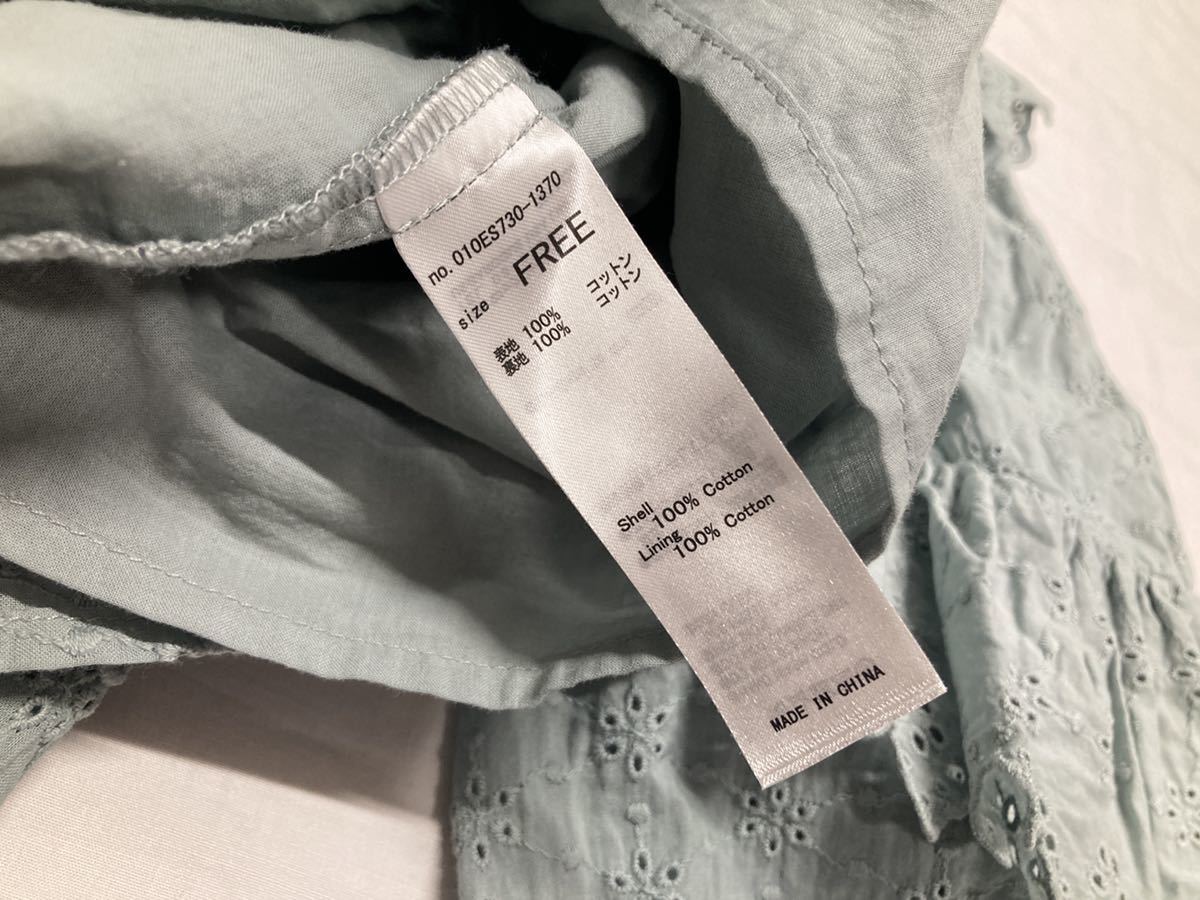 no. 010ES730-1370
size FREE
表地 100% コットン
裏地 100% コットン
Shell
100% Cotton
Lining
100% Cotton
MADE IN CHINA